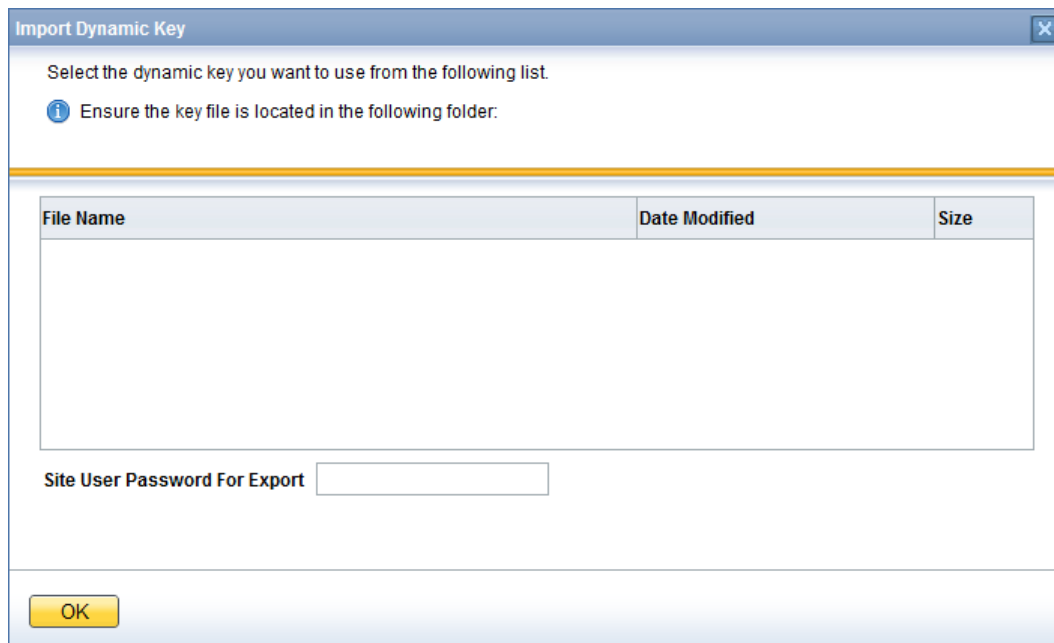 Import Dynamic Key
Select the dynamic key you want to use from the following list.
Ensure the key file is located in the following folder:
File Name Date Modified Size
Site User Password For Export
OK